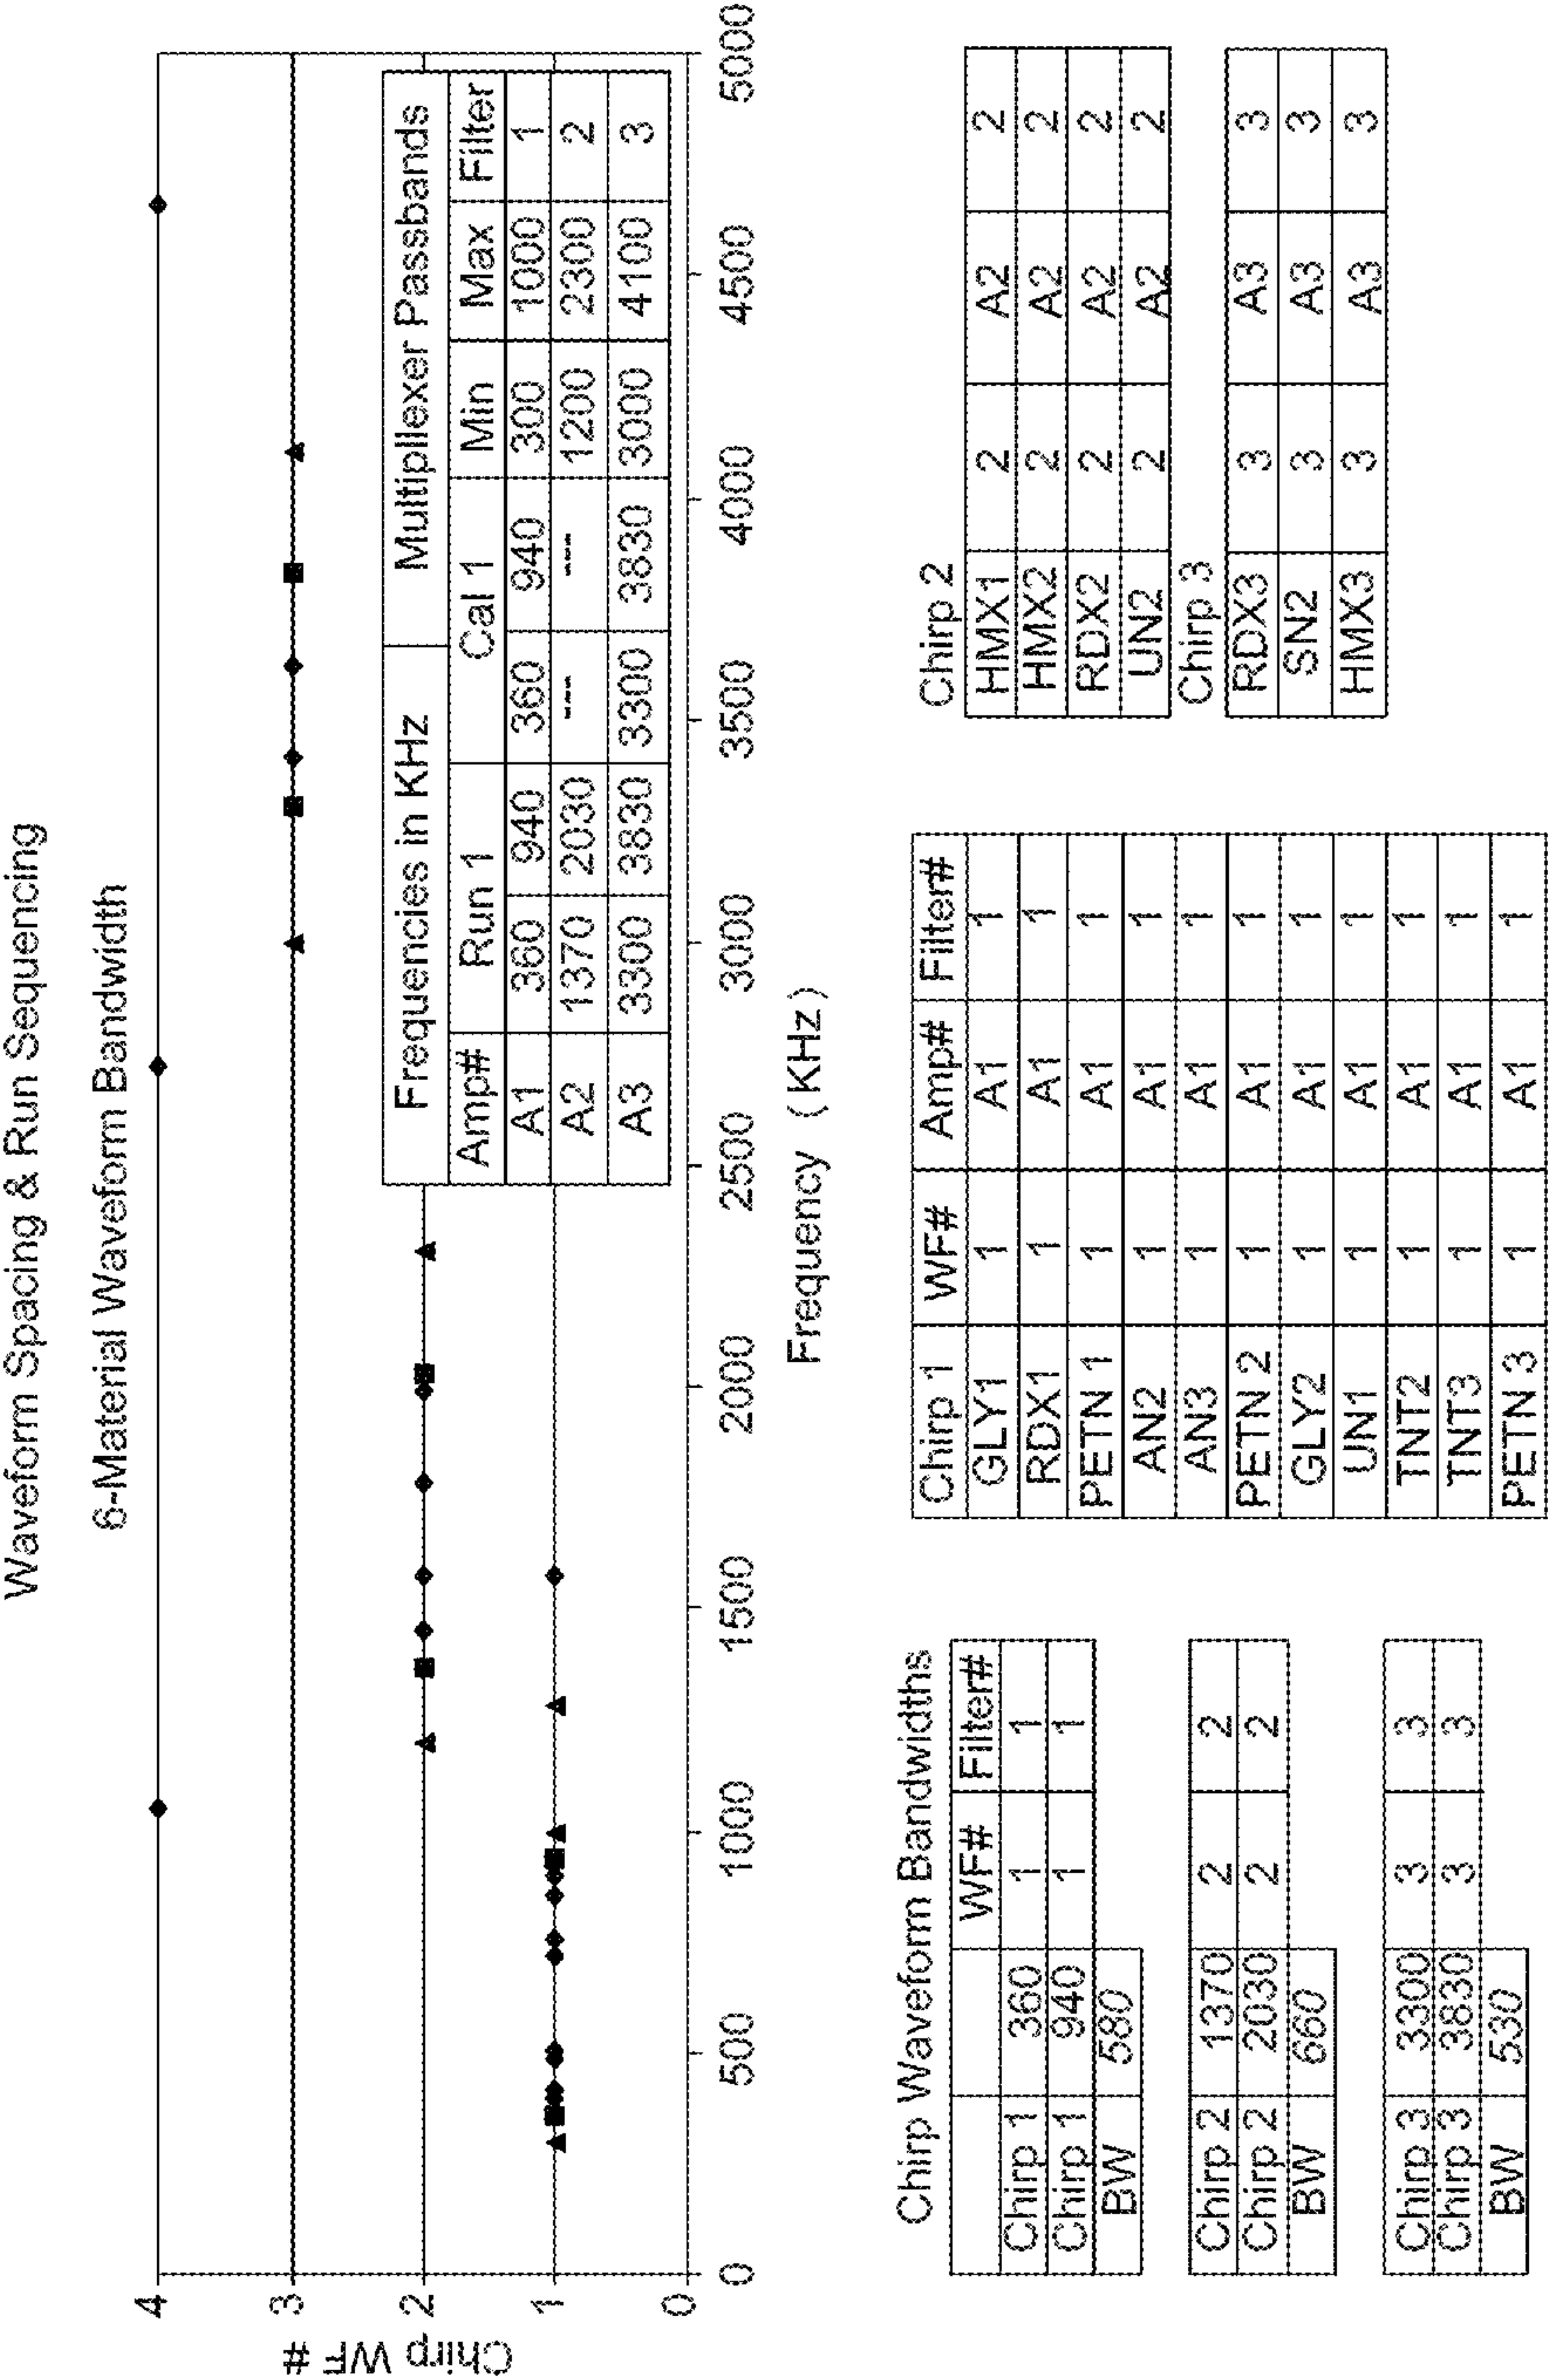 Waveform Spacing & Run Sequencing
6-Material Waveform Bandwidth
Chirp WF #
4
3
2
1
0
Frequencies in KHz Multipllexer Passbands
Amp# Run 1 Cal 1 Min Max Filter
A1 360 940 360 940 300 1000 1
A2 1370 2030 --- --- 1200 2300 2
A3 3300 3830 3300 3830 3000 4100 3
0 500 1000 1500 2000 2500 3000 3500 4000 4500 5000
Frequency ( KHz )
Chirp Waveform Bandwidths
WF# Filter#
Chirp 1 360 1 1
Chirp 1 940 1 1
BW 580
Chirp 2 1370 2 2
Chirp 2 2030 2 2
BW 660
Chirp 3 3300 3 3
Chirp 3 3830 3 3
BW 530
Chirp 1 WF# Amp# Filter#
GLY1 1 A1 1
RDX1 1 A1 1
PETN 1 1 A1 1
AN2 1 A1 1
AN3 1 A1 1
PETN 2 1 A1 1
GLY2 1 A1 1
UN1 1 A1 1
TNT2 1 A1 1
TNT3 1 A1 1
PETN 3 1 A1 1
Chirp 2
HMX1 2 A2 2
HMX2 2 A2 2
RDX2 2 A2 2
UN2 2 A2 2
Chirp 3
RDX3 3 A3 3
SN2 3 A3 3
HMX3 3 A3 3